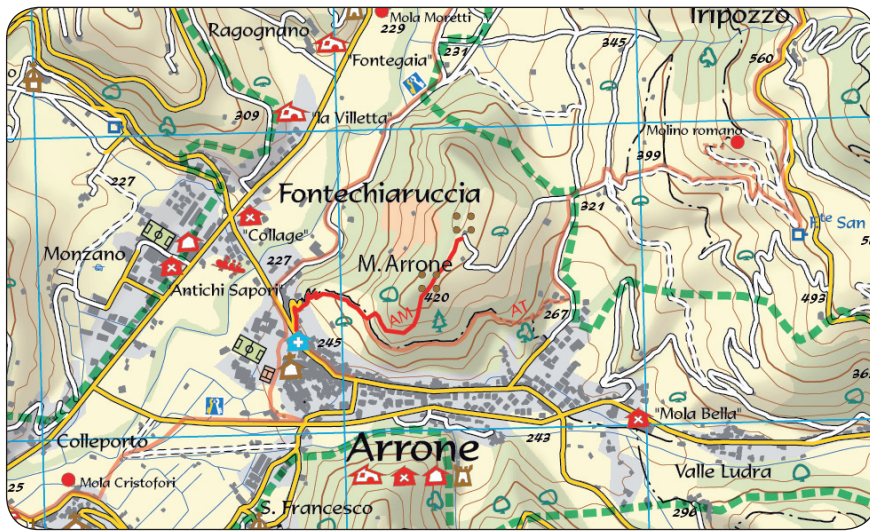 Ragognano
Mola Moretti
229
Tripozzo
"Fontegaia"
231
345
560
309
"la Villetta"
Molino romano
399
227
Fontechiaruccia
321
F.te San
"Collage"
Monzano
227
M. Arrone
Antichi Sapori"
420
AM
AT
267
493
245
"Mola Bella"
Colleporto
Arrone
243
Valle Ludra
25
Mola Cristofori
S. Francesco
296